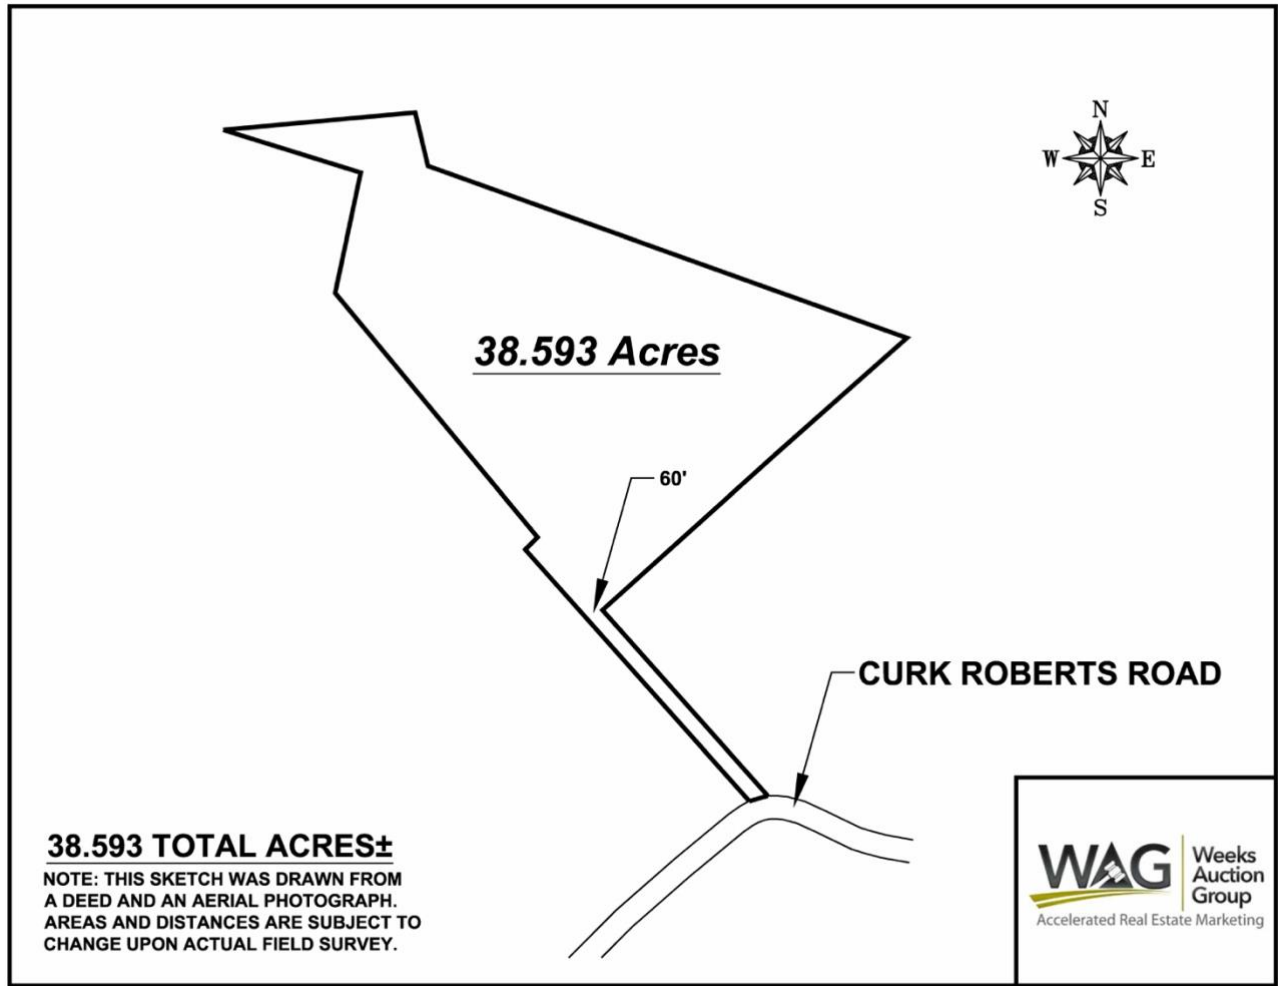 N
W E
S
38.593 Acres
60'
CURK ROBERTS ROAD
38.593 TOTAL ACRES±
NOTE: THIS SKETCH WAS DRAWN FROM
A DEED AND AN AERIAL PHOTOGRAPH.
AREAS AND DISTANCES ARE SUBJECT TO
CHANGE UPON ACTUAL FIELD SURVEY.
WAG
Weeks
Auction
Group
Accelerated Real Estate Marketing